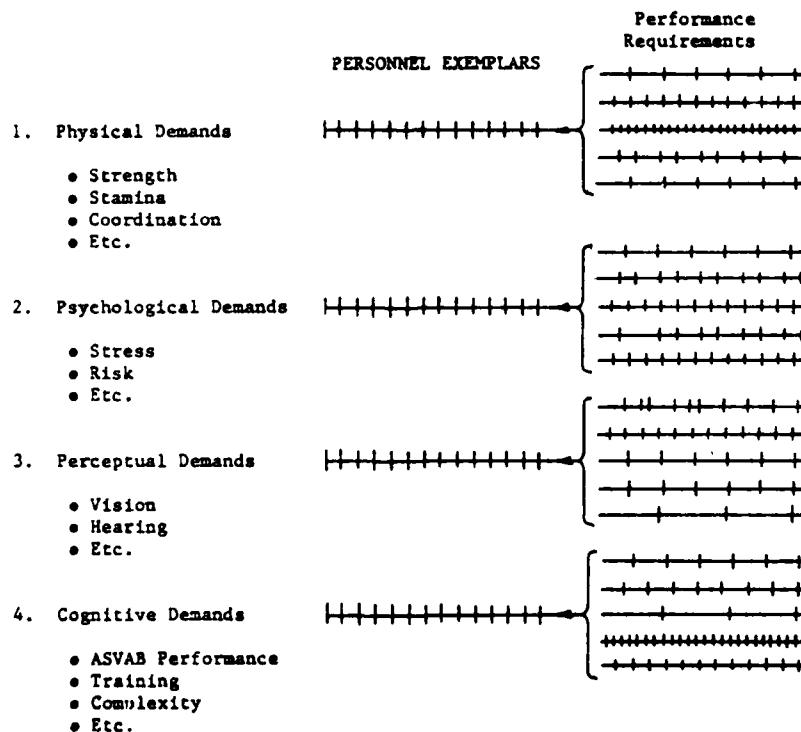 Performance
Requirements
PERSONNEL EXEMPLARS
1. Physical Demands
• Strength
• Stamina
• Coordination
• Etc.
2. Psychological Demands
• Stress
• Risk
• Etc.
3. Perceptual Demands
• Vision
• Hearing
• Etc.
4. Cognitive Demands
• ASVAB Performance
• Training
• Complexity
• Etc.